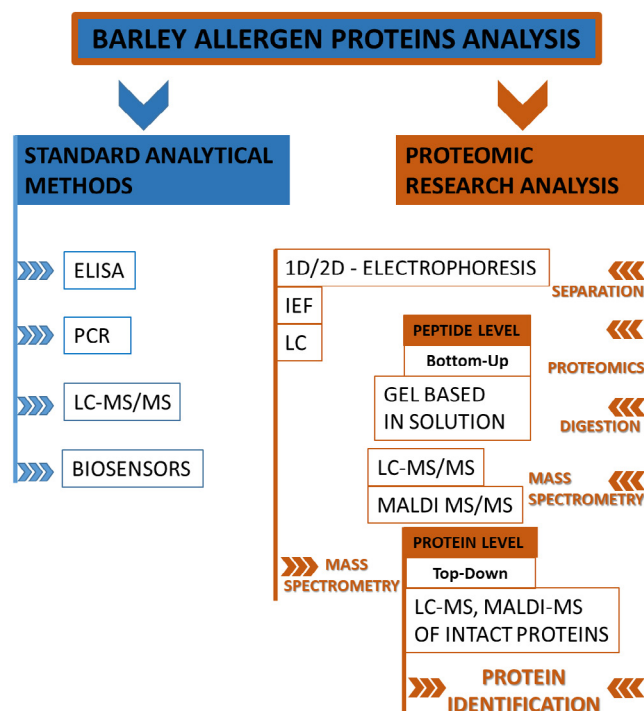 BARLEY ALLERGEN PROTEINS ANALYSIS
STANDARD ANALYTICAL
METHODS
ELISA
PCR
LC-MS/MS
BIOSENSORS
PROTEOMIC
RESEARCH ANALYSIS
1D/2D - ELECTROPHORESIS
IEF
LC
SEPARATION
PEPTIDE LEVEL
Bottom-Up
PROTEOMICS
GEL BASED
IN SOLUTION
DIGESTION
LC-MS/MS
MALDI MS/MS
MASS
SPECTROMETRY
PROTEIN LEVEL
Top-Down
MASS
SPECTROMETRY
LC-MS, MALDI-MS
OF INTACT PROTEINS
PROTEIN
IDENTIFICATION